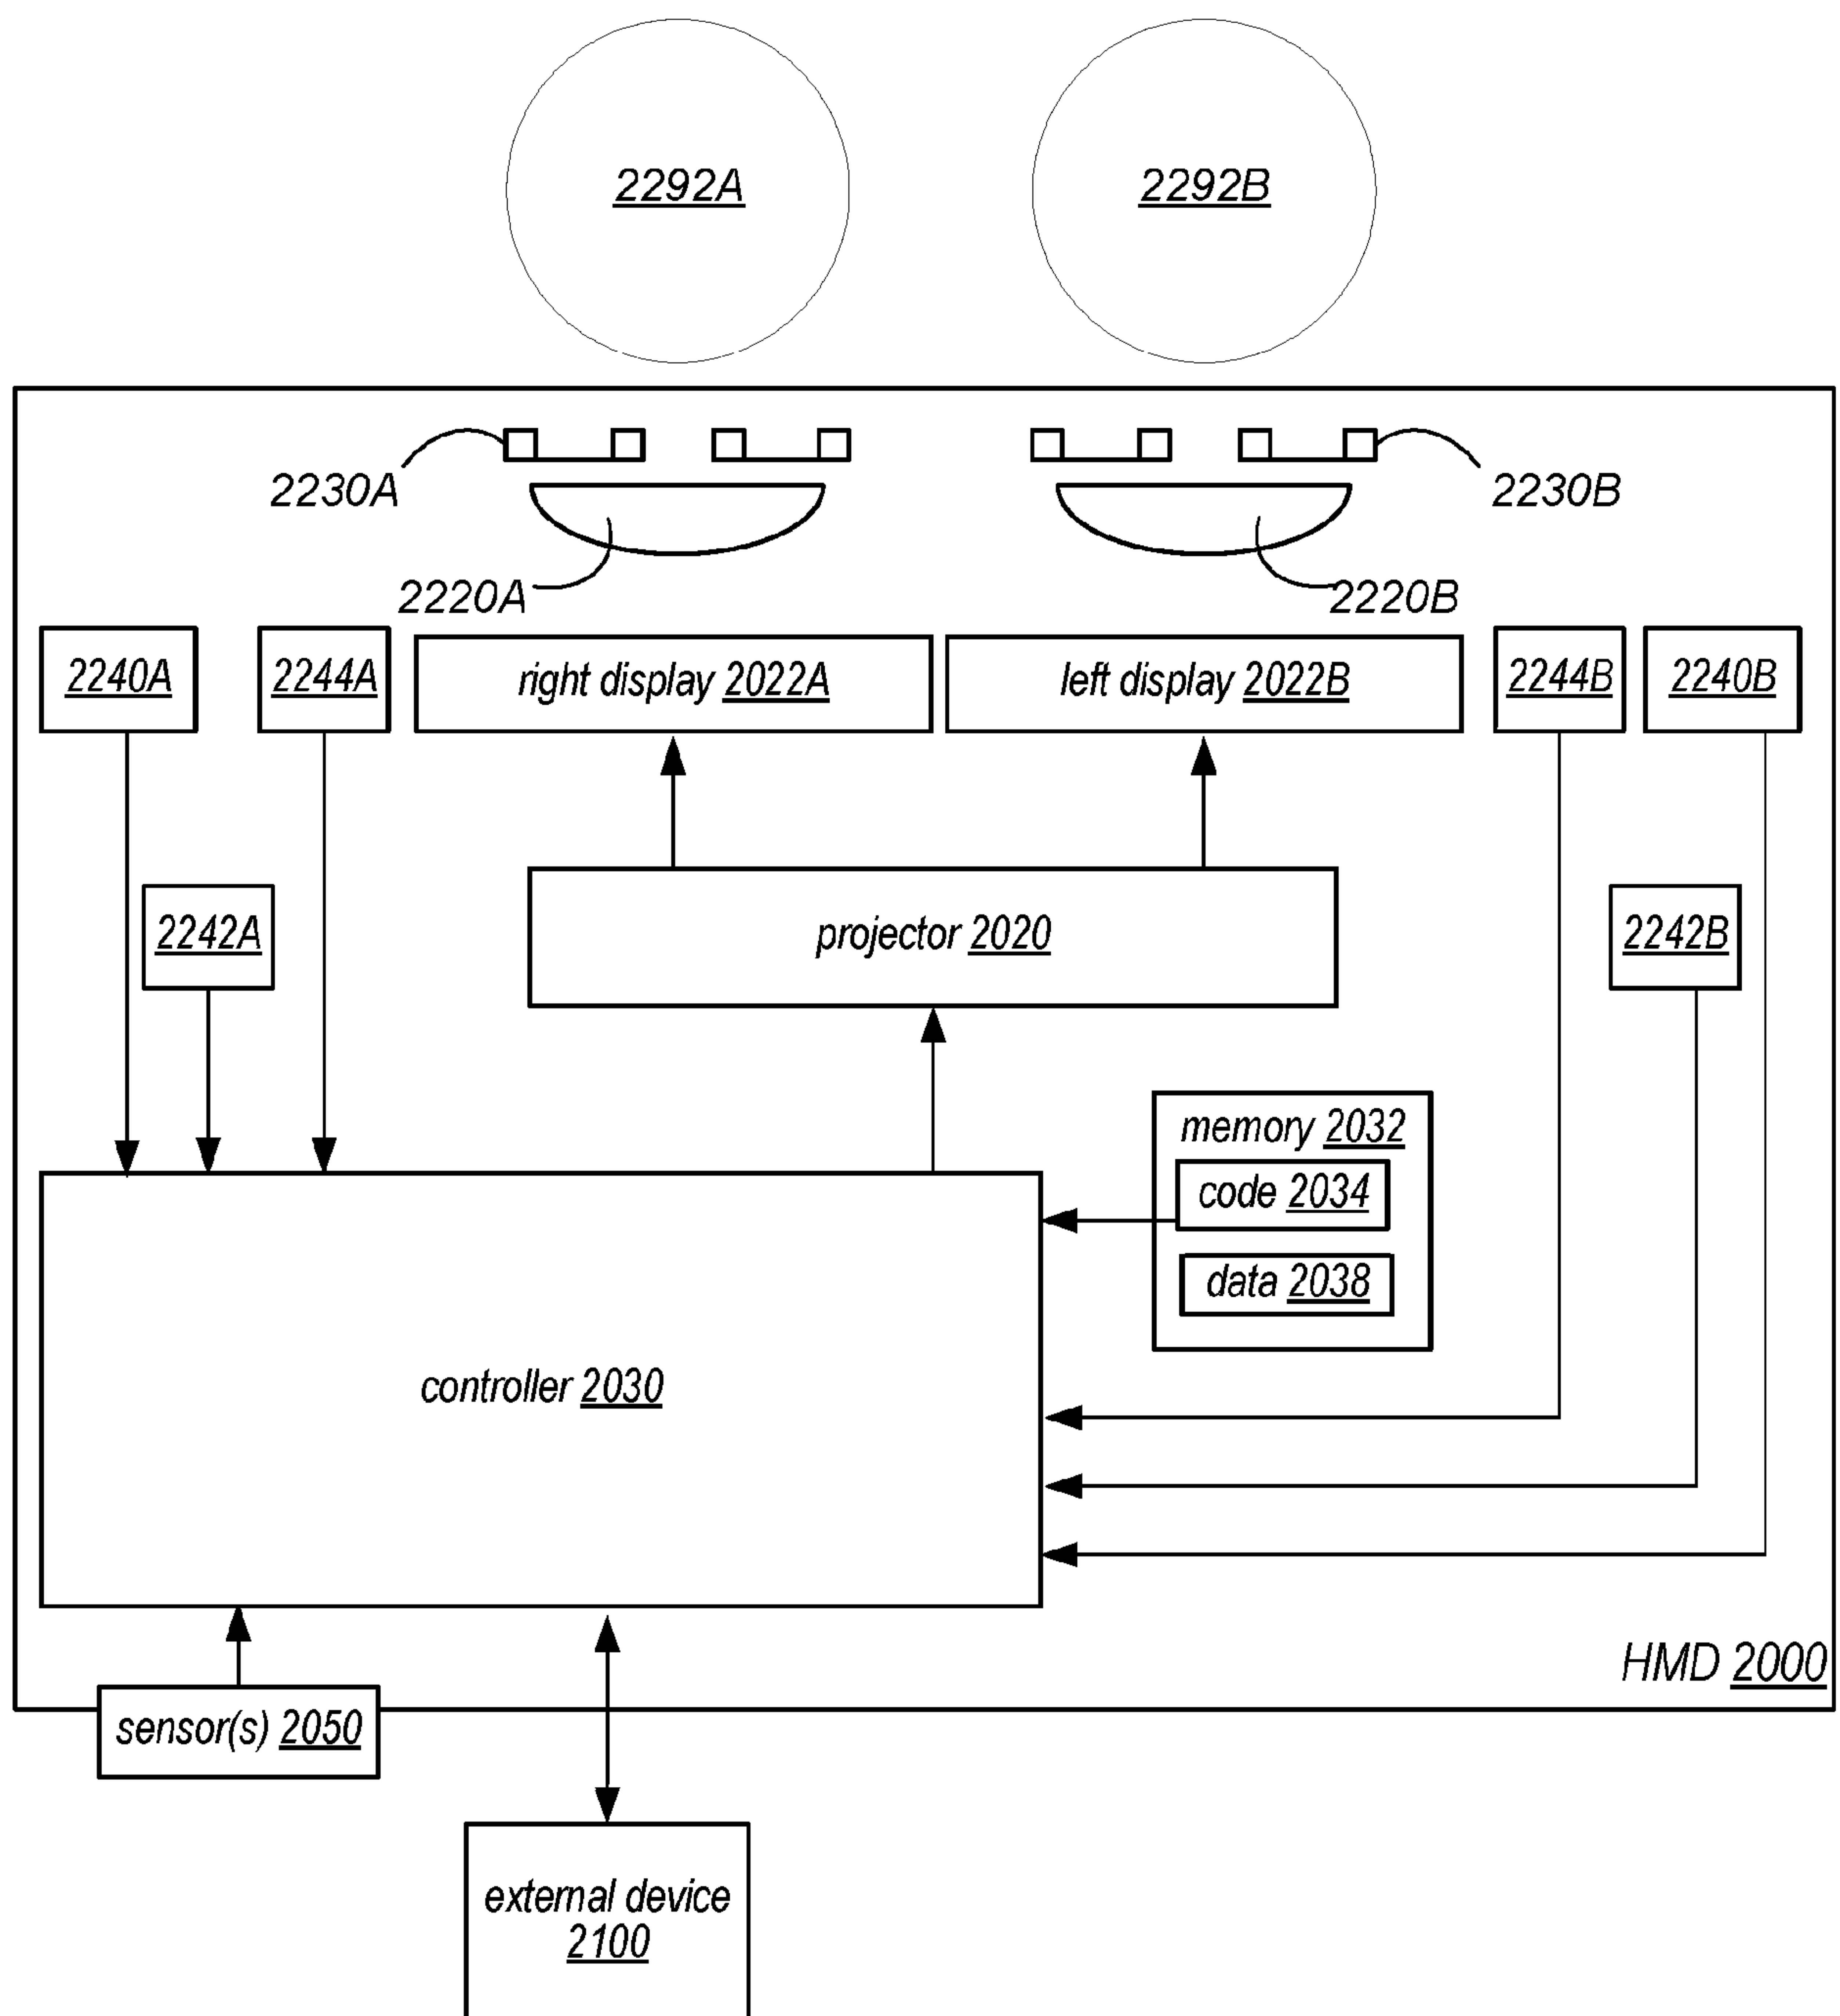 2292A
2292B
2230A
2230B
2220A
2220B
2240A
2244A
right display 2022A
left display 2022B
2244B
2240B
2242A
projector 2020
2242B
memory 2032
code 2034
data 2038
controller 2030
HMD 2000
sensor(s) 2050
external device
2100